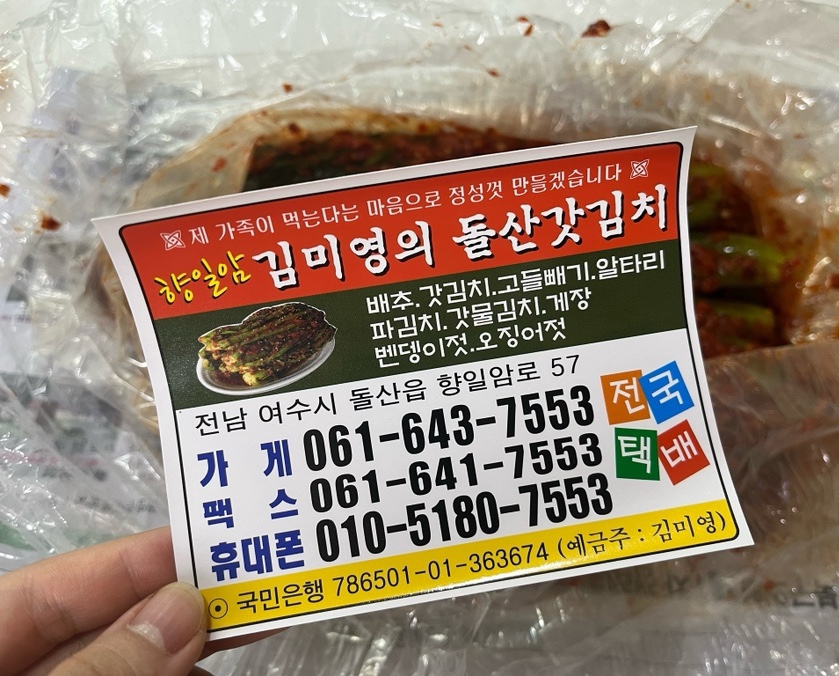 제 가족이 먹는다는 마음으로 정성껏 만들겠습니다
향일암 김미영의 돌산갓김치
배추.갓김치.고들빼기.알타리
파김치.갓물김치.게장
벤뎅이젓.오징어젓
전남 여수시 돌산읍 향일암로 57
가 게 061-643-7553
팩 스 061-641-7553
휴대폰 010-5180-7553
전국
택배
국민은행 786501-01-363674 (예금주 : 김미영)